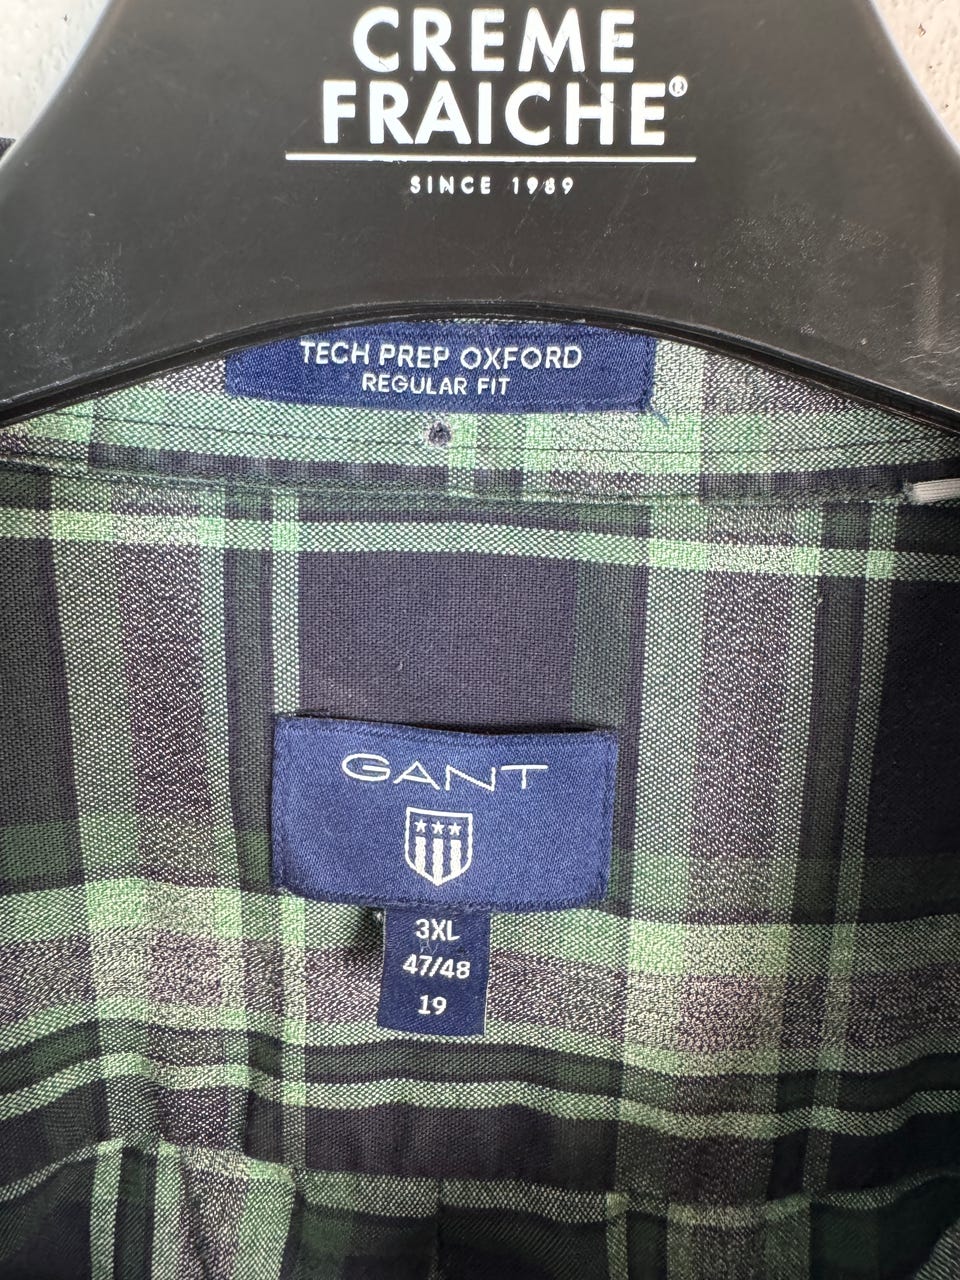 CREME
FRAICHE®
SINCE 1989
TECH PREP OXFORD
REGULAR FIT
GANT
3XL
47/48
19